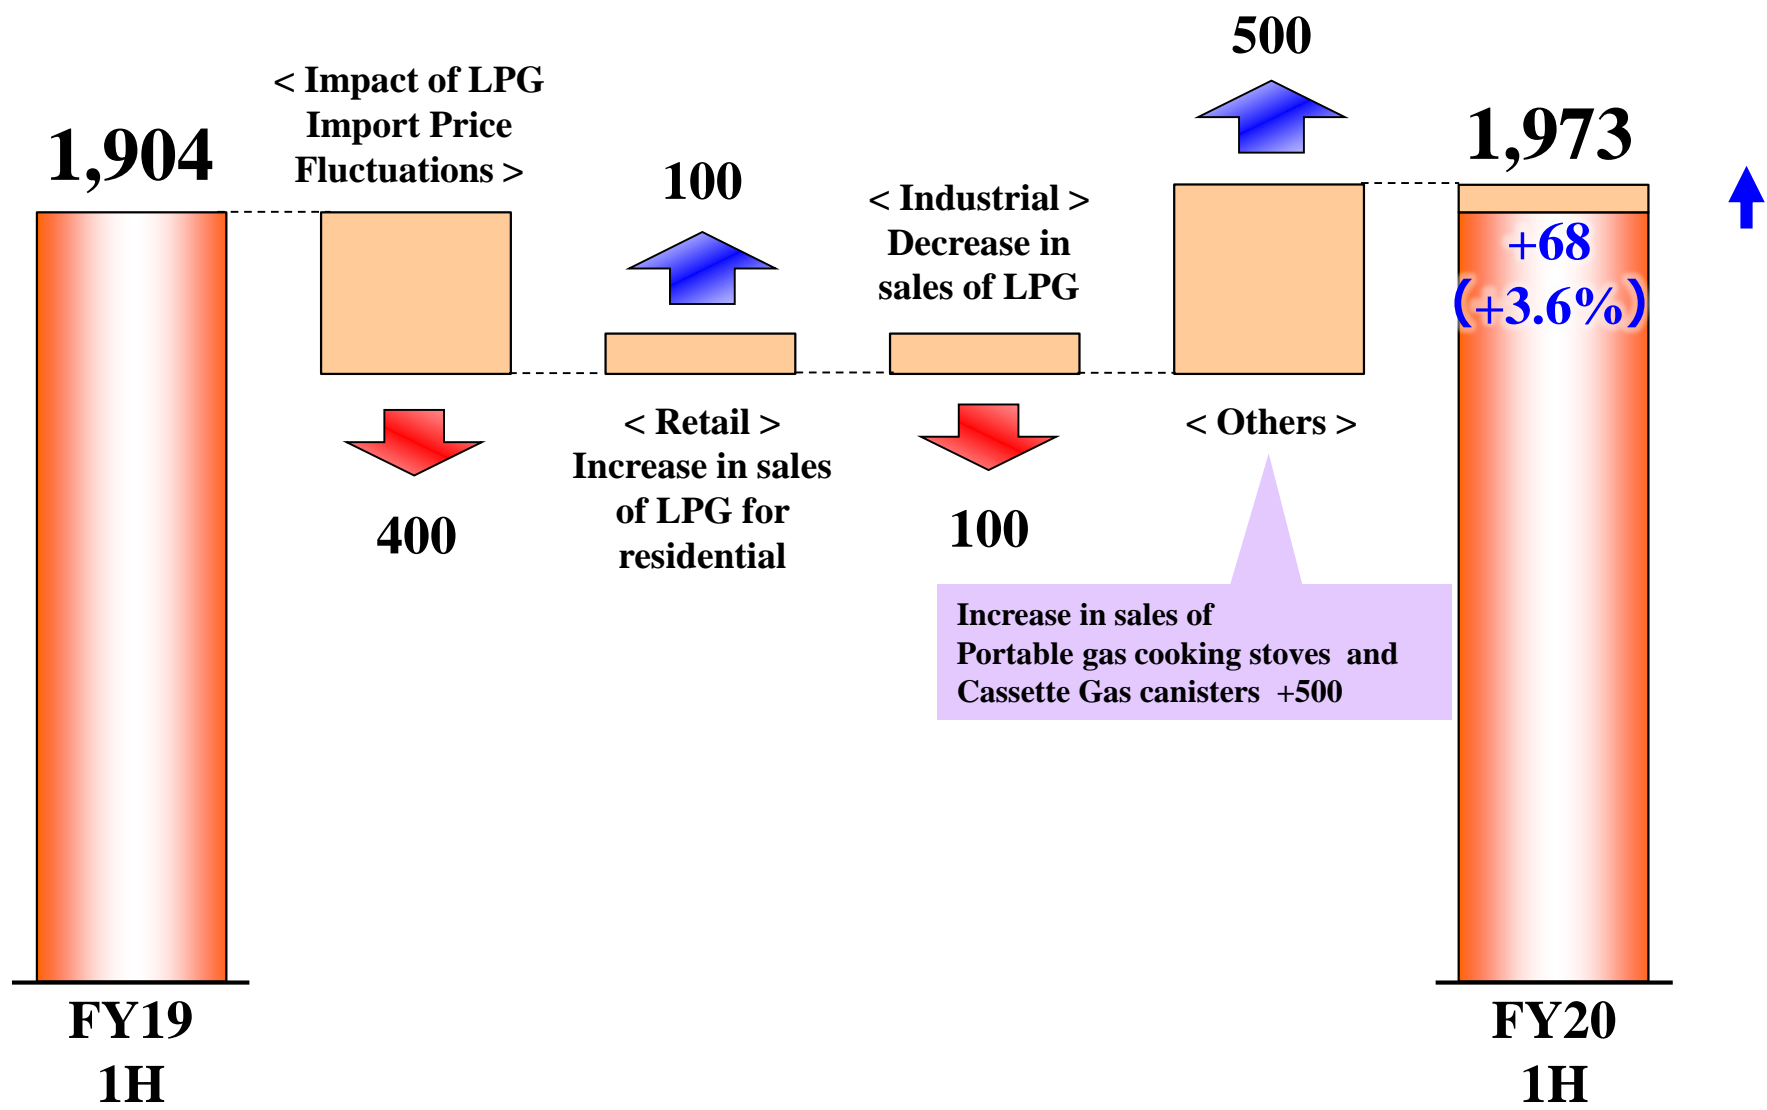 1,904
< Impact of LPG
Import Price
Fluctuations >
400
100
< Retail >
Increase in sales
of LPG for
residential
< Industrial >
Decrease in
sales of LPG
100
500
< Others >
Increase in sales of
Portable gas cooking stoves and
Cassette Gas canisters +500
1,973
+68
(+3.6%)
FY19
1H
FY20
1H